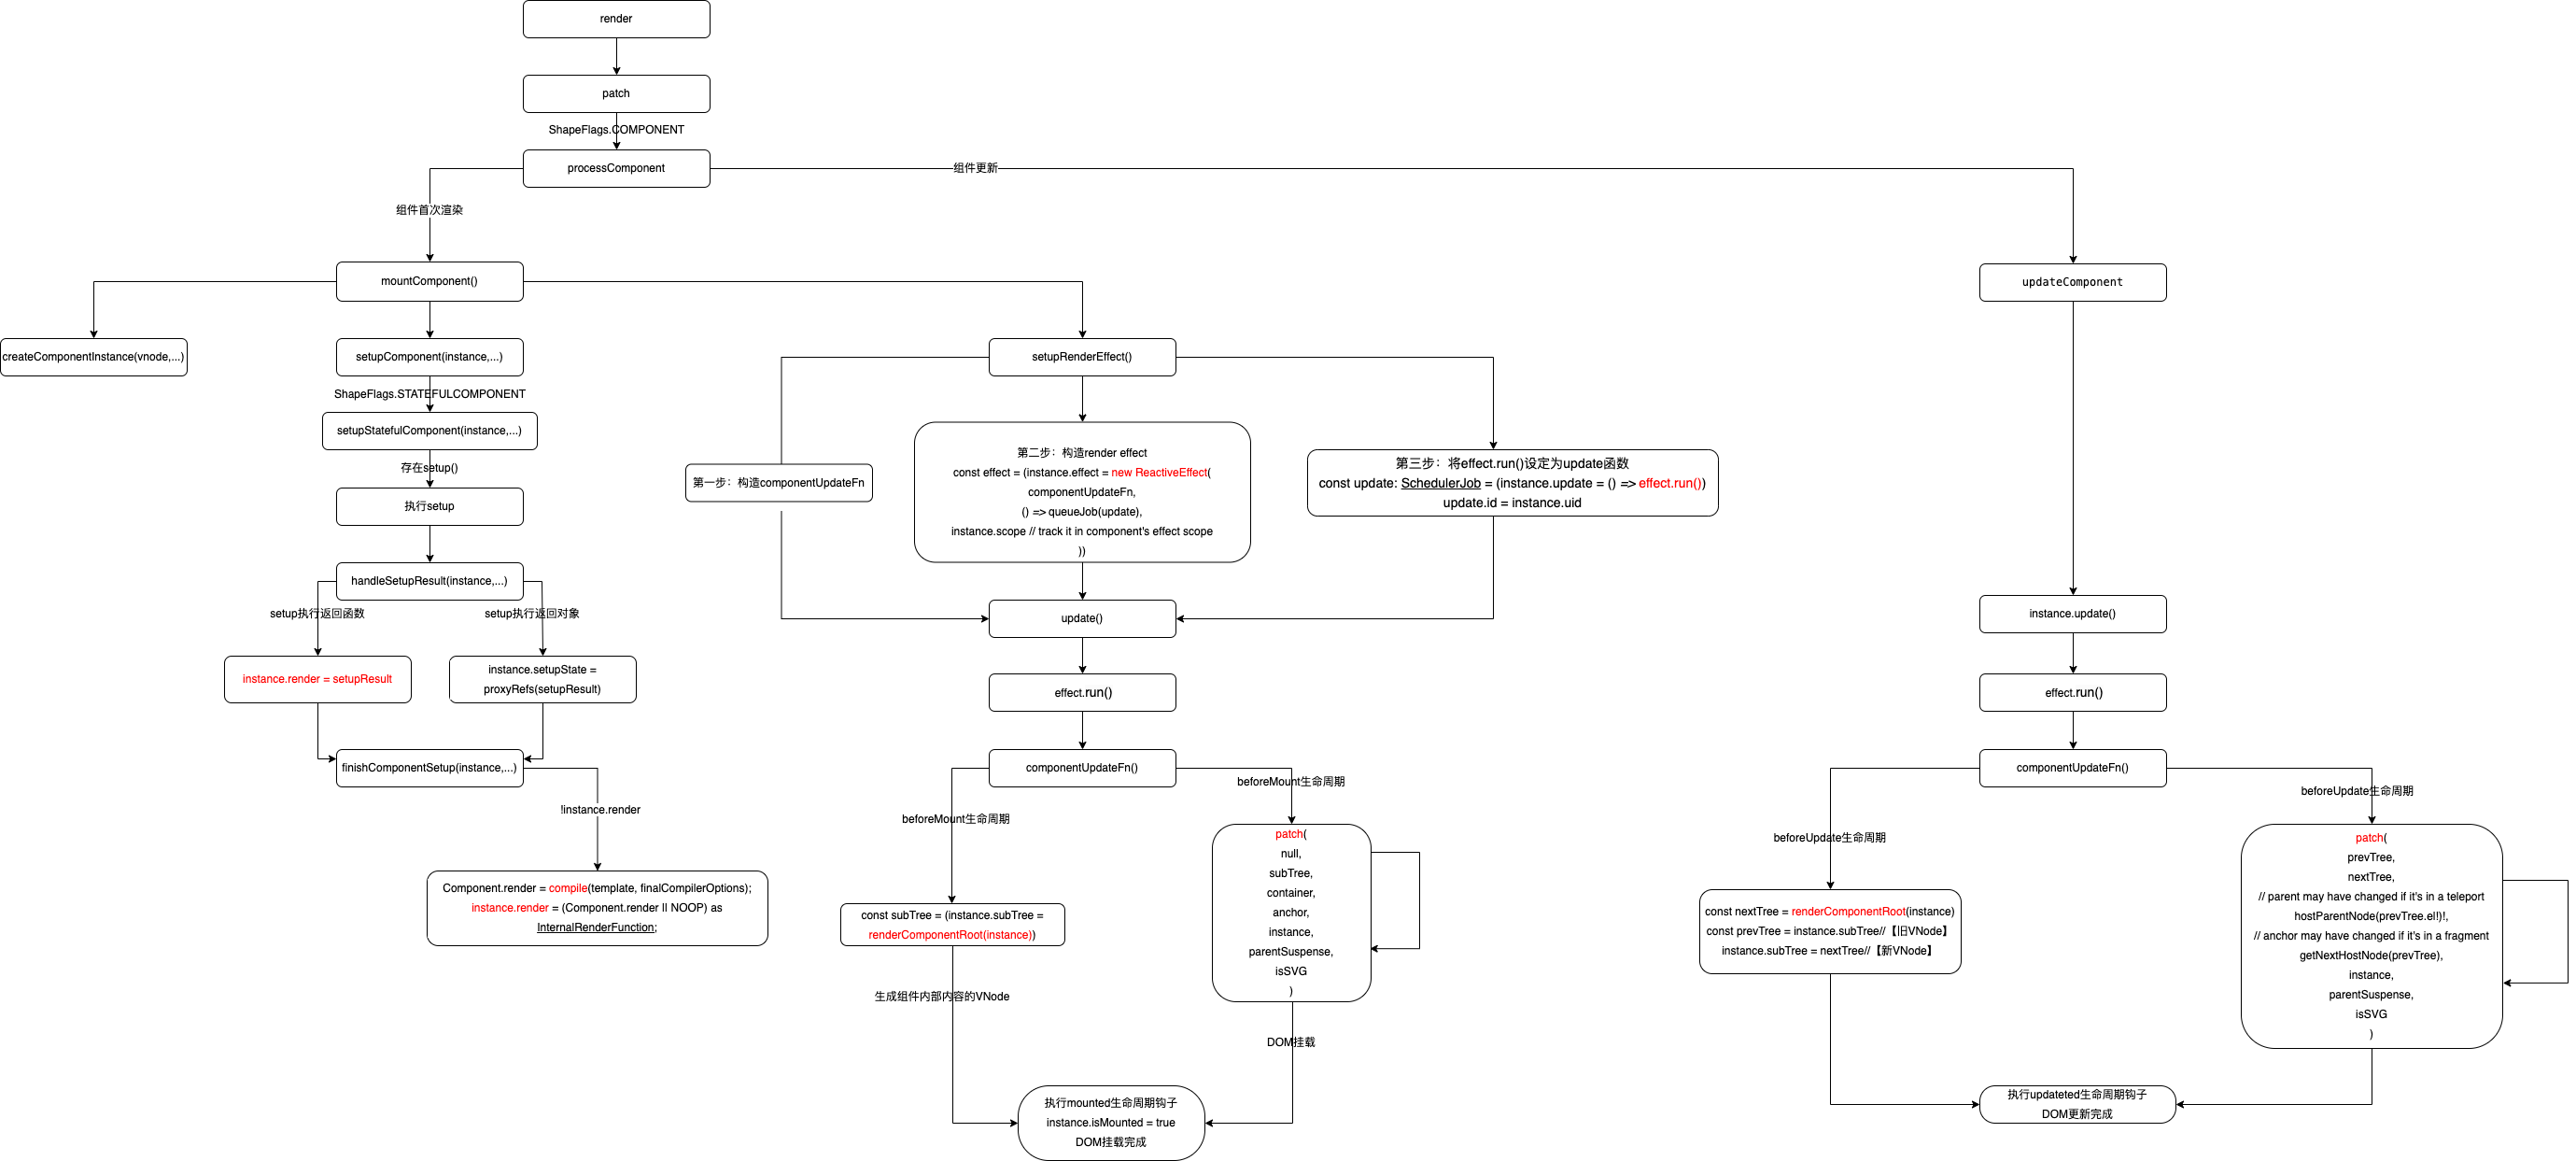 render
patch
ShapeFlags.COMPONENT
processComponent
组件更新
组件首次渲染
mountComponent()
updateComponent
createComponentInstance(vnode,...)
setupComponent(instance,...)
setupRenderEffect()
ShapeFlags.STATEFULCOMPONENT
setupStatefulComponent(instance,...)
存在setup()
执行setup
handleSetupResult(instance,...)
setup执行返回函数
setup执行返回对象
instance.render = setupResult
instance.setupState =
proxyRefs(setupResult)
finishComponentSetup(instance,...)
!instance.render
Component.render = compile(template, finalCompilerOptions);
instance.render = (Component.render || NOOP) as
InternalRenderFunction;
第一步：构造componentUpdateFn
第二步：构造render effect
const effect = (instance.effect = new ReactiveEffect(
componentUpdateFn,
() => queueJob(update),
instance.scope // track it in component's effect scope
))
第三步：将effect.run()设定为update函数
const update: SchedulerJob = (instance.update = () => effect.run())
update.id = instance.uid
update()
effect.run()
componentUpdateFn()
beforeMount生命周期
beforeMount生命周期
const subTree = (instance.subTree =
renderComponentRoot(instance))
生成组件内部内容的VNode
patch(
null,
subTree,
container,
anchor,
instance,
parentSuspense,
isSVG
)
DOM挂载
执行mounted生命周期钩子
instance.isMounted = true
DOM挂载完成
instance.update()
effect.run()
componentUpdateFn()
beforeUpdate生命周期
beforeUpdate生命周期
const nextTree = renderComponentRoot(instance)
const prevTree = instance.subTree//【旧VNode】
instance.subTree = nextTree//【新VNode】
patch(
prevTree,
nextTree,
// parent may have changed if it's in a teleport
hostParentNode(prevTree.el!)!,
// anchor may have changed if it's in a fragment
getNextHostNode(prevTree),
instance,
parentSuspense,
isSVG
)
执行updateted生命周期钩子
DOM更新完成